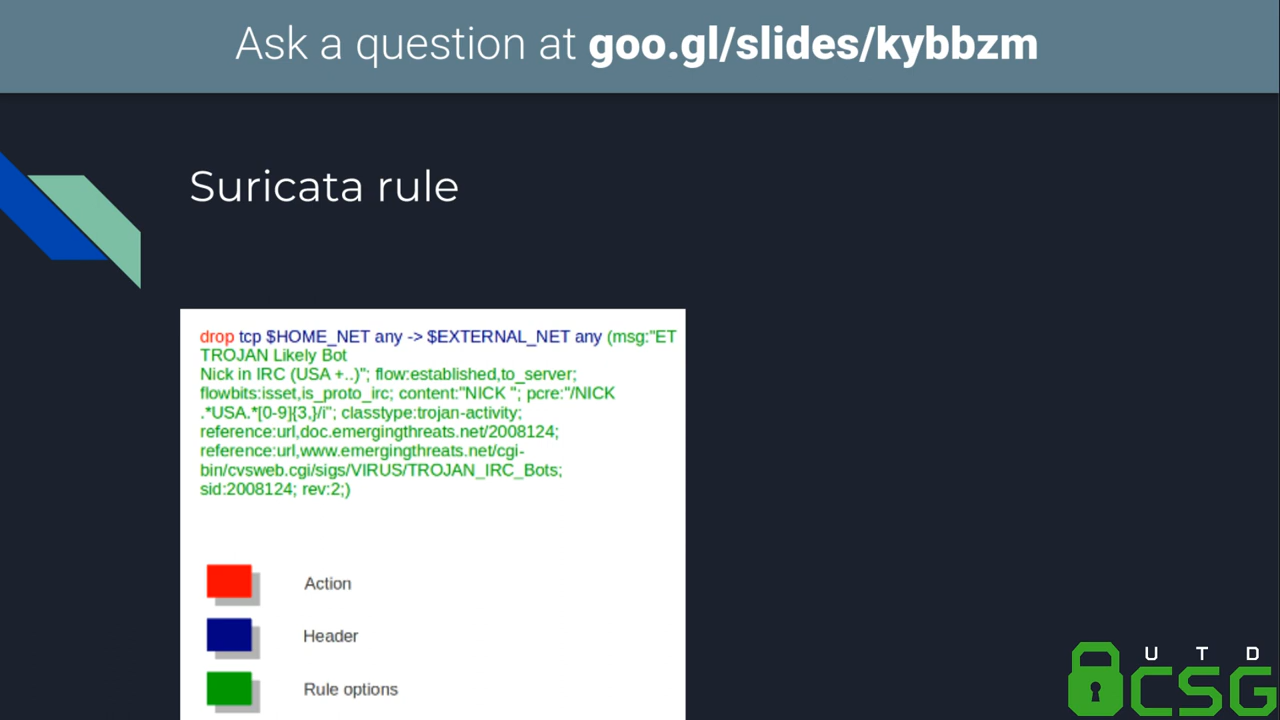 Ask a question at goo.gl/slides/kybbzm
Suricata rule
drop tcp $HOME_NET any -> $EXTERNAL_NET any (msg:"ET
TROJAN Likely Bot
Nick in IRC (USA +..)"; flow:established,to_server;
flowbits:isset,is_proto_irc; content:"NICK "; pcre:"/NICK
.*USA.*[0-9]{3,}/i"; classtype:trojan-activity;
reference:url,doc.emergingthreats.net/2008124;
reference:url,www.emergingthreats.net/cgi-
bin/cvsweb.cgi/sigs/VIRUS/TROJAN_IRC_Bots;
sid:2008124; rev:2;)
Action
Header
Rule options
UTD
CSG